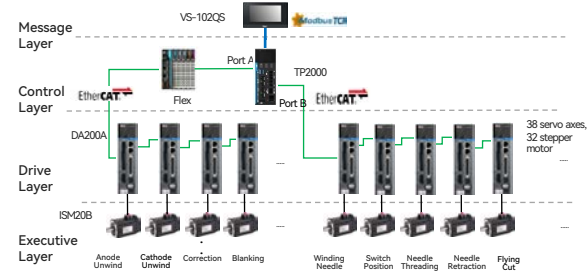 VS-102QS
Modbus TCP
Message
Layer
Port A
TP2000
Control
Layer
EtherCAT
Flex
Port B
EtherCAT
DA200A
38 servo axes,
32 stepper
motor
.....
.....
Drive
Layer
ISM20B
.....
.....
Executive
Layer
Anode
Unwind
Cathode
Unwind
Correction
Blanking
Winding
Needle
Switch
Position
Needle
Threading
Needle
Retraction
Flying
Cut